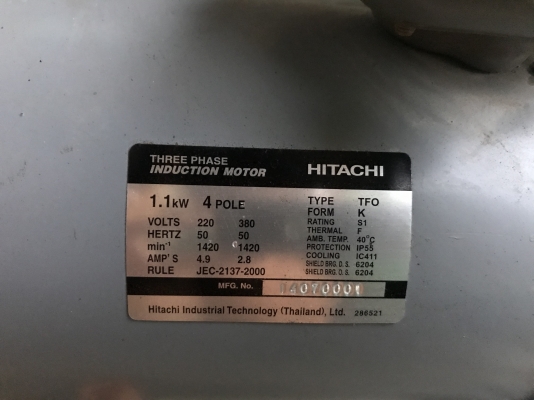 THREE PHASE
INDUCTION MOTOR HITACHI
1.1kW 4 POLE
VOLTS 220 380
HERTZ 50 50
min⁻¹ 1420 1420
AMP'S 4.9 2.8
RULE JEC-2137-2000
TYPE TFO
FORM K
RATING S1
THERMAL F
AMB. TEMP. 40°C
PROTECTION IP55
COOLING IC411
SHIELD BRG. D. S. 6204
SHIELD BRG. O. S. 6204
MFG. No.
Hitachi Industrial Technology (Thailand), Ltd. 286521